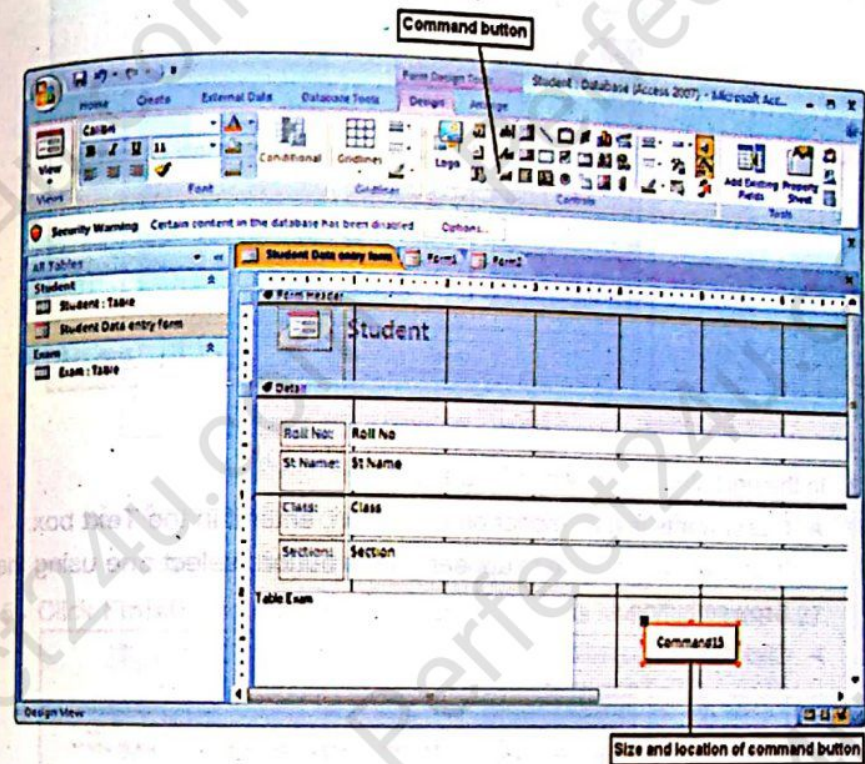 Command button
Form Design Tools
Student : Database (Access 2007) - Microsoft Acc...
Home Create External Data Database Tools Design Arrange
View
Calibri
B I U 11
Conditional
Gridlines
Logo
Add Existing Fields
Property Sheet
Views Font Gridlines Controls Tools
Security Warning Certain content in the database has been disabled Options...
All Tables
Student
Student : Table
Student Data entry form
Exam
Exam : Table
Student Data entry form Form1 Form2
Form Header
Student
Detail
Roll No: Roll No
St Name: St Name
Class: Class
Section: Section
Table Exam
Command15
Design View
Size and location of command button
Perfect24U.com